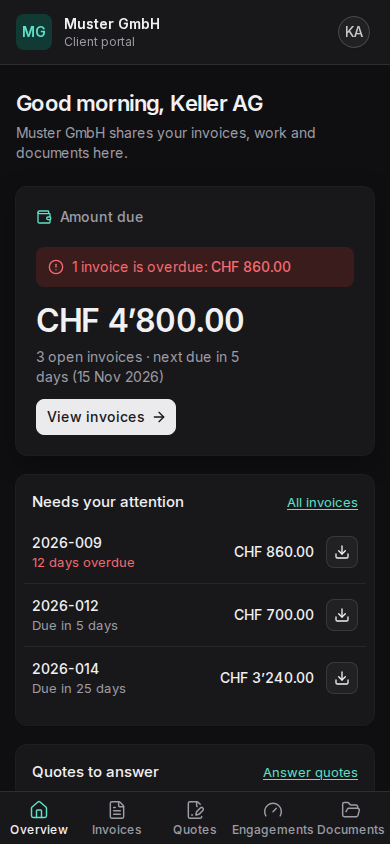 MG
Muster GmbH
Client portal
KA
Good morning, Keller AG
Muster GmbH shares your invoices, work and
documents here.
Amount due
1 invoice is overdue: CHF 860.00
CHF 4’800.00
3 open invoices · next due in 5
days (15 Nov 2026)
View invoices
Needs your attention
All invoices
2026-009
12 days overdue
CHF 860.00
2026-012
Due in 5 days
CHF 700.00
2026-014
Due in 25 days
CHF 3’240.00
Quotes to answer
Answer quotes
Overview
Invoices
Quotes
Engagements
Documents